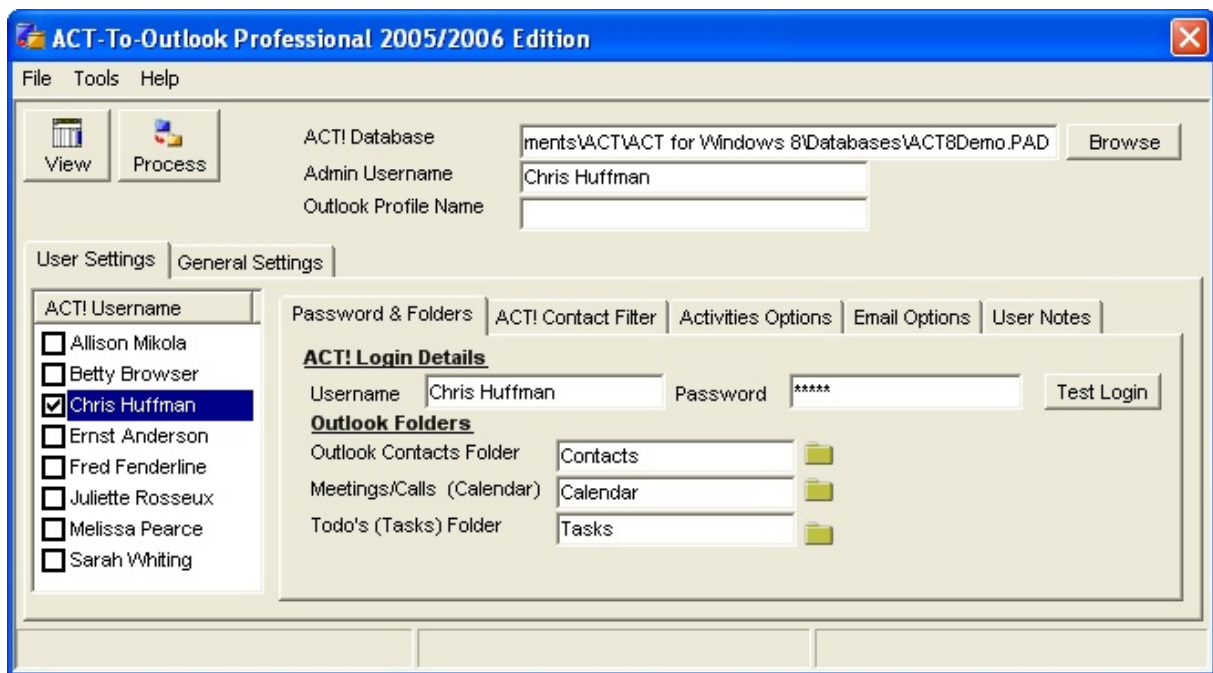 ACT-To-Outlook Professional 2005/2006 Edition
File Tools Help
View
Process
ACT! Database
ments\ACT\ACT for Windows 8\Databases\ACT8Demo.PAD
Browse
Admin Username
Chris Huffman
Outlook Profile Name
User Settings
General Settings
ACT! Username
Allison Mikola
Betty Browser
Chris Huffman
Ernst Anderson
Fred Fenderline
Juliette Rosseux
Melissa Pearce
Sarah Whiting
Password & Folders
ACT! Contact Filter
Activities Options
Email Options
User Notes
ACT! Login Details
Username
Chris Huffman
Password
*****
Test Login
Outlook Folders
Outlook Contacts Folder
Contacts
Meetings/Calls (Calendar)
Calendar
Todo's (Tasks) Folder
Tasks